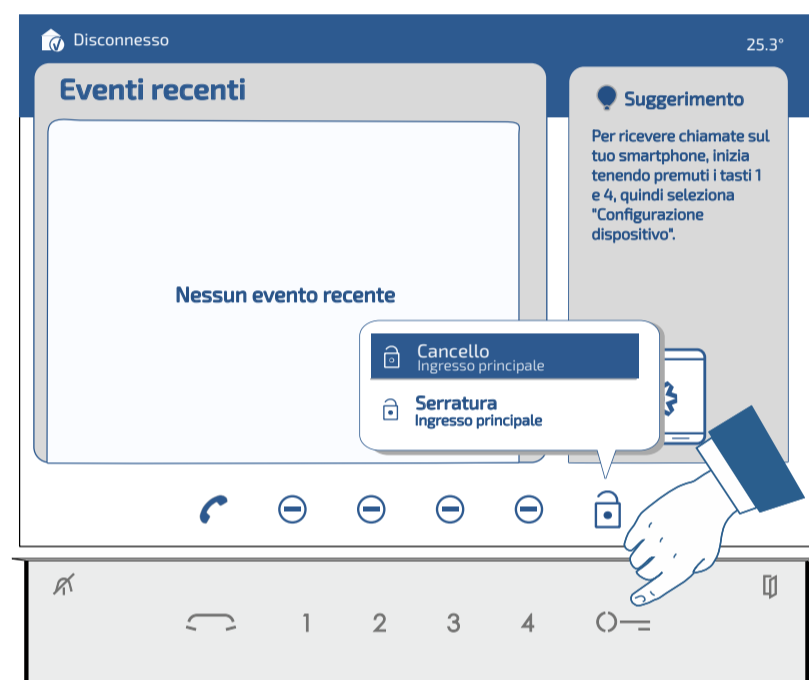 Disconnesso
25.3°
Eventi recenti
Nessun evento recente
Suggerimento
Per ricevere chiamate sul
tuo smartphone, inizia
tenendo premuti i tasti 1
e 4, quindi seleziona
"Configurazione
dispositivo".
Cancello
Ingresso principale
Serratura
Ingresso principale
1 2 3 4